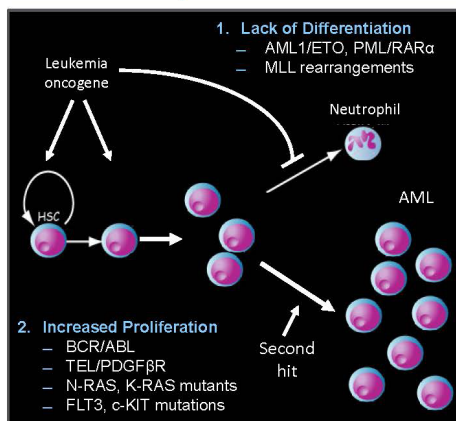 1. Lack of Differentiation
– AML1/ETO, PML/RARα
– MLL rearrangements
Leukemia
oncogene
Neutrophil
HSC
AML
2. Increased Proliferation
– BCR/ABL
– TEL/PDGFβR
– N-RAS, K-RAS mutants
– FLT3, c-KIT mutations
Second
hit